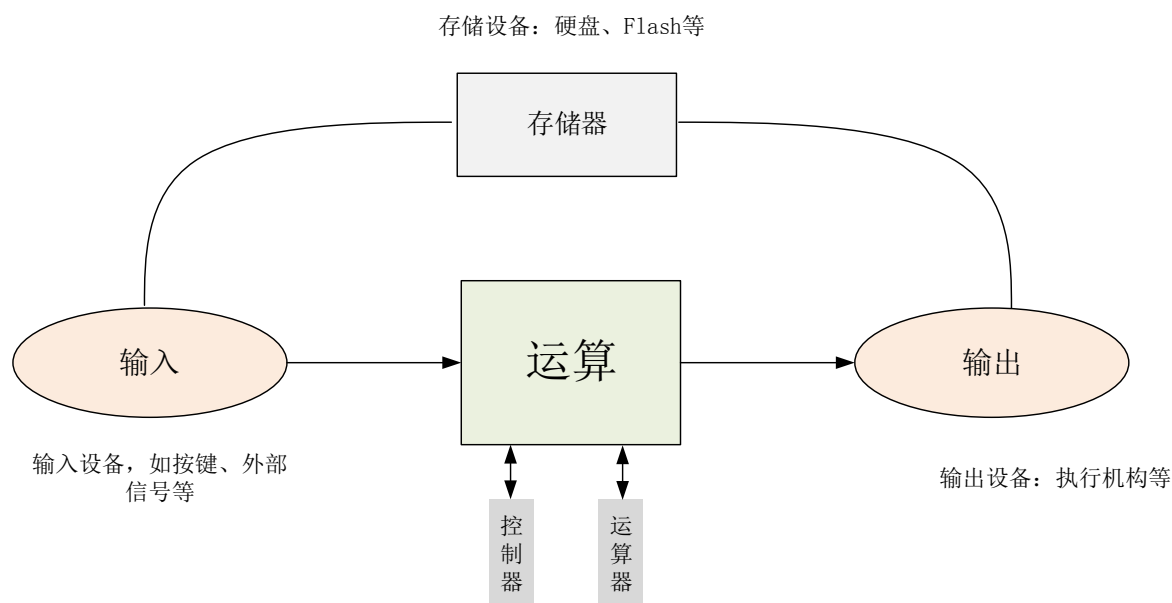 存储设备：硬盘、Flash等
存储器
输入
运算
输出
输入设备，如按键、外部
信号等
输出设备：执行机构等
控制器
运算器